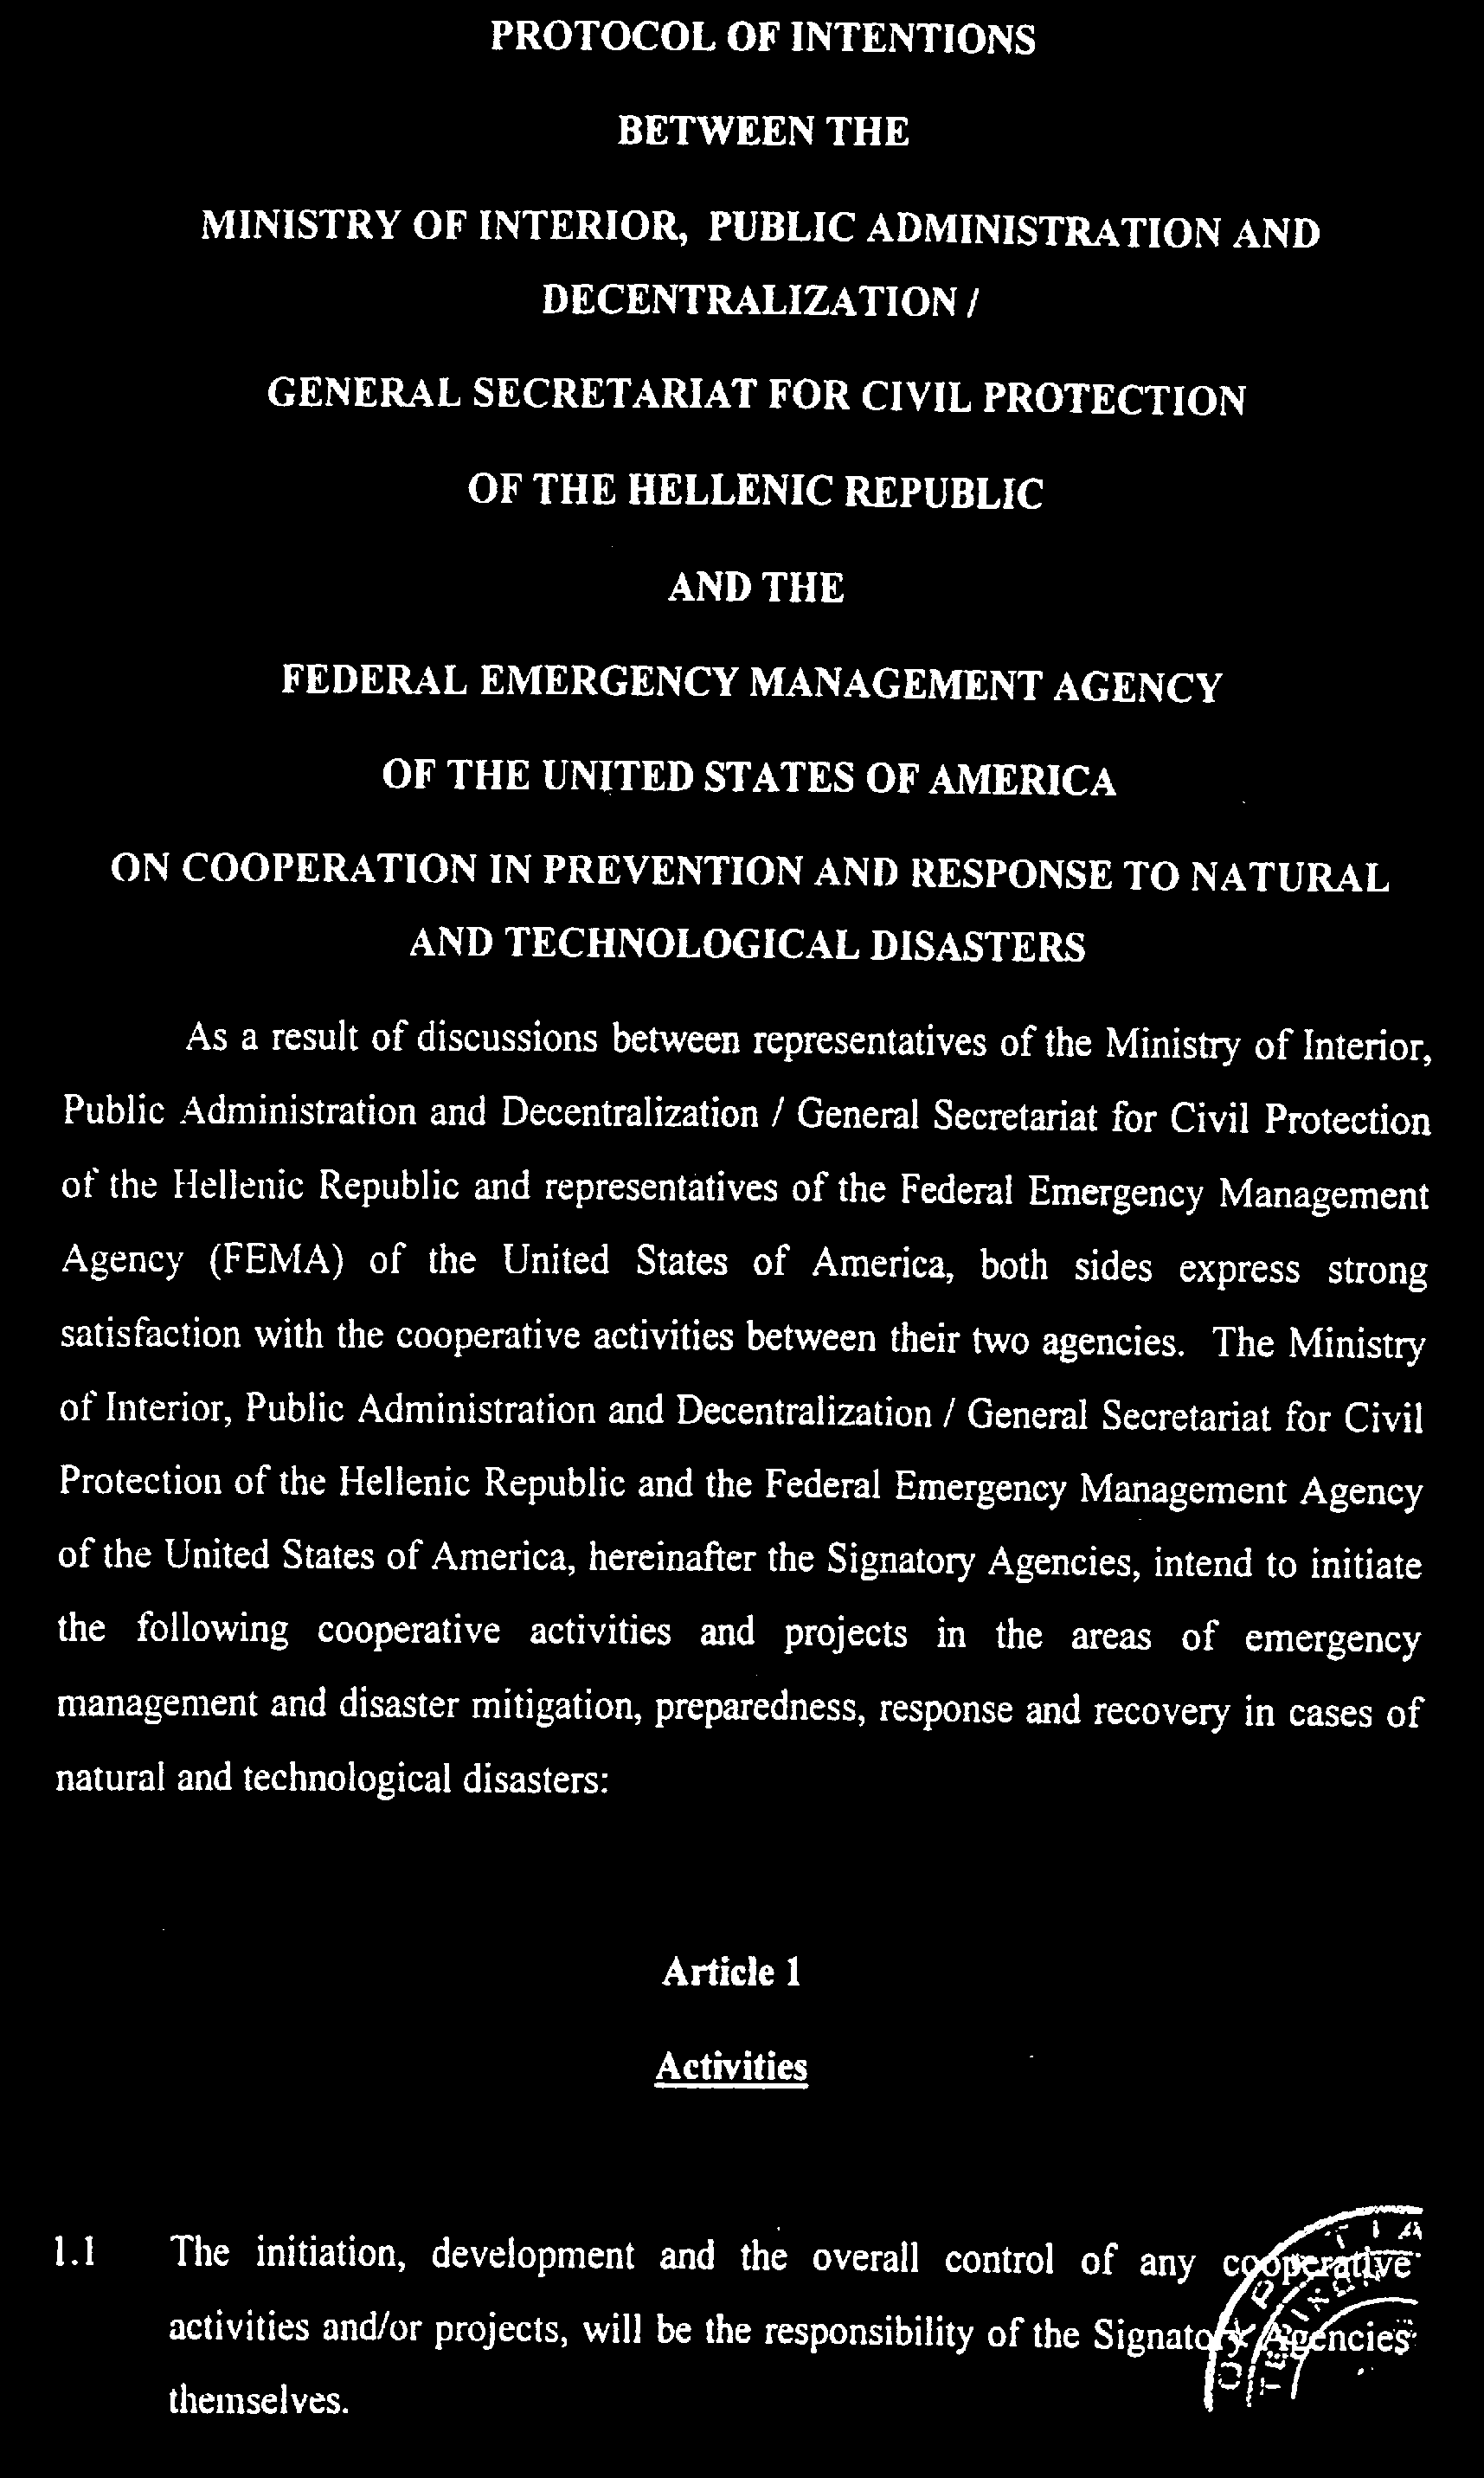 PROTOCOL OF INTENTIONS
BETWEEN THE
MINISTRY OF INTERIOR, PUBLIC ADMINISTRATION AND
DECENTRALIZATION /
GENERAL SECRETARIAT FOR CIVIL PROTECTION
OF THE HELLENIC REPUBLIC
AND THE
FEDERAL EMERGENCY MANAGEMENT AGENCY
OF THE UNITED STATES OF AMERICA
ON COOPERATION IN PREVENTION AND RESPONSE TO NATURAL
AND TECHNOLOGICAL DISASTERS
As a result of discussions between representatives of the Ministry of Interior,
Public Administration and Decentralization / General Secretariat for Civil Protection
of the Hellenic Republic and representatives of the Federal Emergency Management
Agency (FEMA) of the United States of America, both sides express strong
satisfaction with the cooperative activities between their two agencies. The Ministry
of Interior, Public Administration and Decentralization / General Secretariat for Civil
Protection of the Hellenic Republic and the Federal Emergency Management Agency
of the United States of America, hereinafter the Signatory Agencies, intend to initiate
the following cooperative activities and projects in the areas of emergency
management and disaster mitigation, preparedness, response and recovery in cases of
natural and technological disasters:
Article 1
Activities
1.1 The initiation, development and the overall control of any cooperative
activities and/or projects, will be the responsibility of the Signatory Agencies
themselves.